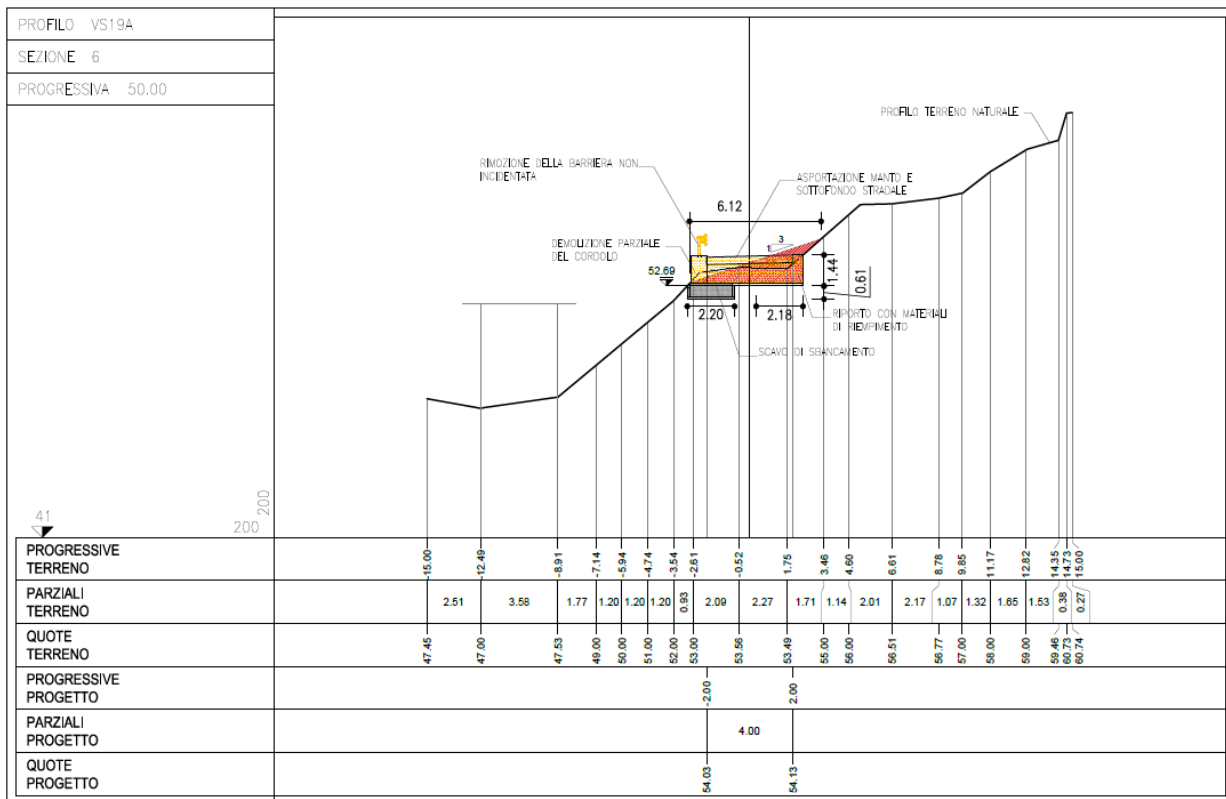 PROFILO VS19A
SEZIONE 6
PROGRESSIVA 50.00
PROFILO TERRENO NATURALE
RIMOZIONE DELLA BARRIERA NON
INCIDENTATA
ASPORTAZIONE MANTO E
SOTTOFONDO STRADALE
6.12
3
1
DEMOLIZIONE PARZIALE
DEL CORDOLO
52.69
1.44
0.61
2.20
2.18
RIPORTO CON MATERIALI
DI RIEMPIMENTO
SCAVO DI SBANCAMENTO
41
200
200
PROGRESSIVE
TERRENO
-15.00 -12.49 -8.91 -7.14 -5.94 -4.74 -3.54 -2.61 -0.52 1.75 3.46 4.60 6.61 8.78 9.85 11.17 12.82 14.35 14.73 15.00
PARZIALI
TERRENO
2.51 3.58 1.77 1.20 1.20 1.20 0.93 2.09 2.27 1.71 1.14 2.01 2.17 1.07 1.32 1.65 1.53 0.38 0.27
QUOTE
TERRENO
47.45 47.00 47.53 49.00 50.00 51.00 52.00 53.00 53.56 53.49 55.00 56.00 56.51 56.77 57.00 58.00 59.00 59.46 60.73 60.74
PROGRESSIVE
PROGETTO
-2.00 2.00
PARZIALI
PROGETTO
4.00
QUOTE
PROGETTO
54.03 54.13